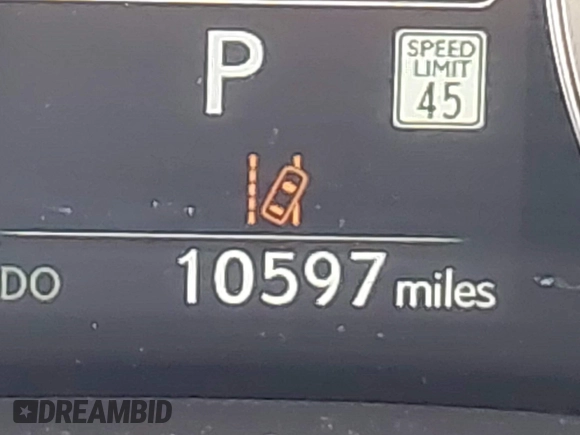 P
SPEED
LIMIT
45
DO 10597 miles
DREAMBID